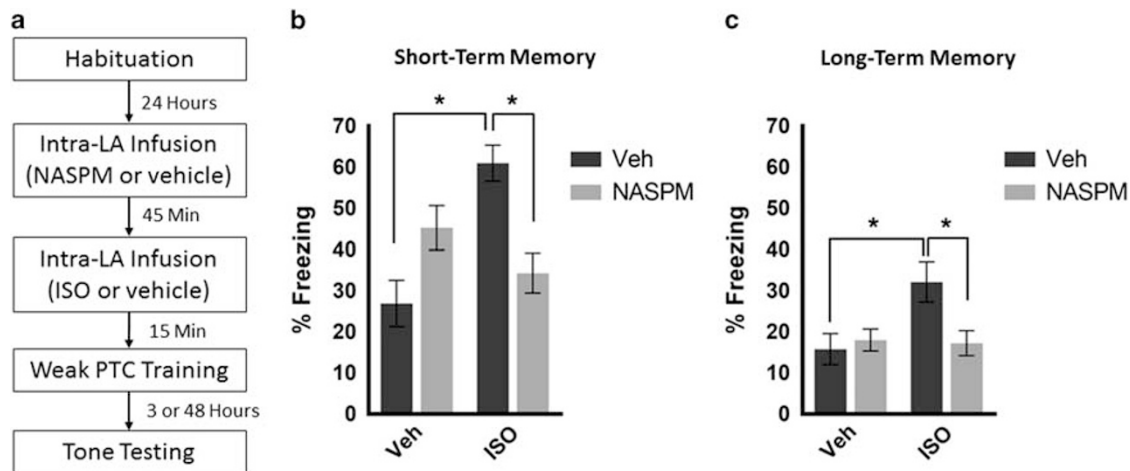 a
Habituation
24 Hours
Intra-LA Infusion
(NASPM or vehicle)
45 Min
Intra-LA Infusion
(ISO or vehicle)
15 Min
Weak PTC Training
3 or 48 Hours
Tone Testing
b
Short-Term Memory
* *
70
60
50
40
30
20
10
0
% Freezing
Veh
NASPM
Veh
ISO
c
Long-Term Memory
70
60
50
40
30
20
10
0
% Freezing
* *
Veh
NASPM
Veh
ISO